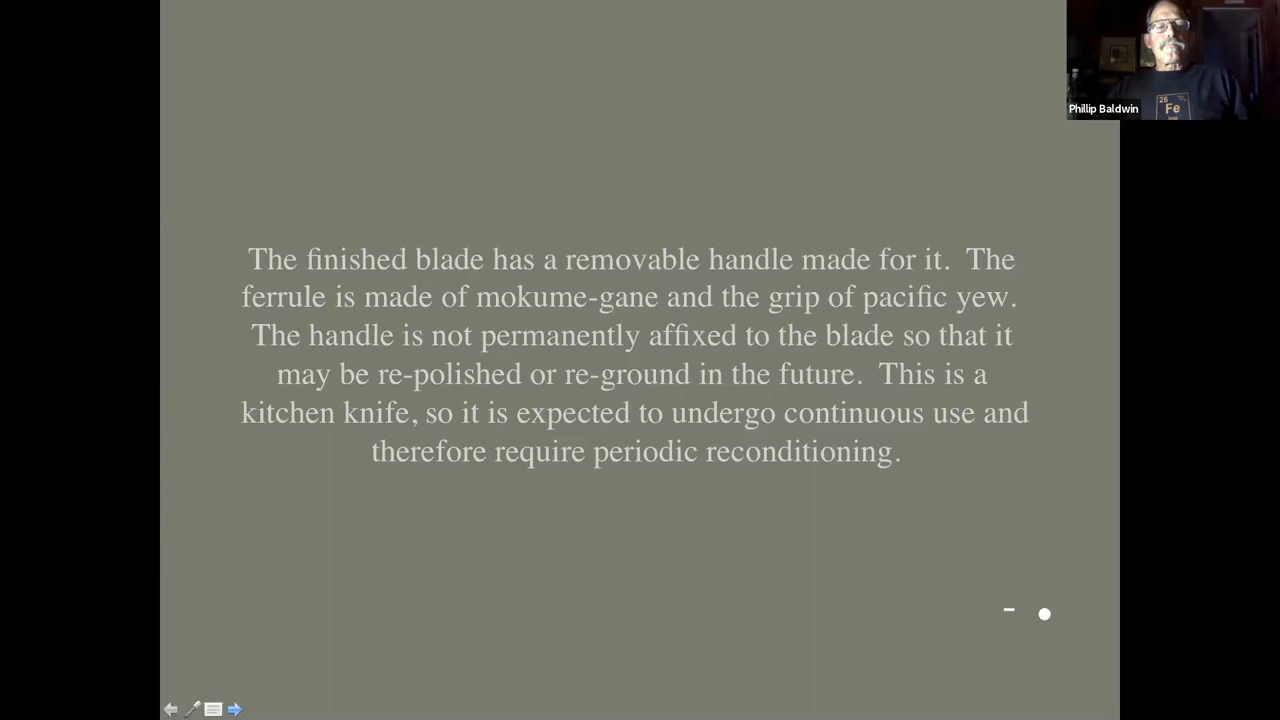 The finished blade has a removable handle made for it. The
ferrule is made of mokume-gane and the grip of pacific yew.
The handle is not permanently affixed to the blade so that it
may be re-polished or re-ground in the future. This is a
kitchen knife, so it is expected to undergo continuous use and
therefore require periodic reconditioning.
Phillip Baldwin
26
Fe